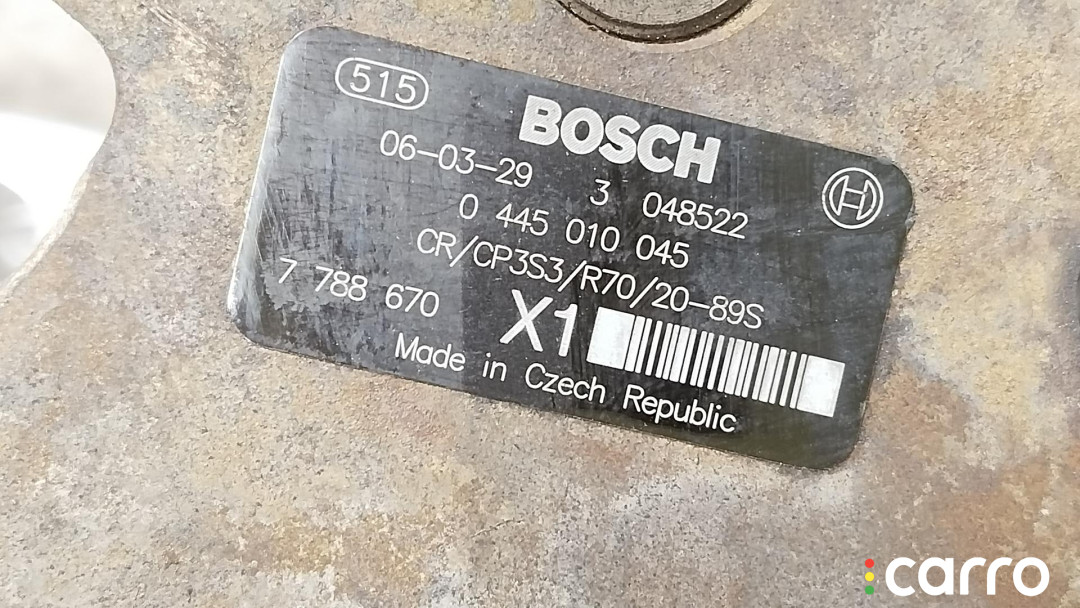 515
BOSCH
06-03-29 3 048522
0 445 010 045
CR/CP3S3/R70/20-89S
7 788 670 X1
Made in Czech Republic
carro